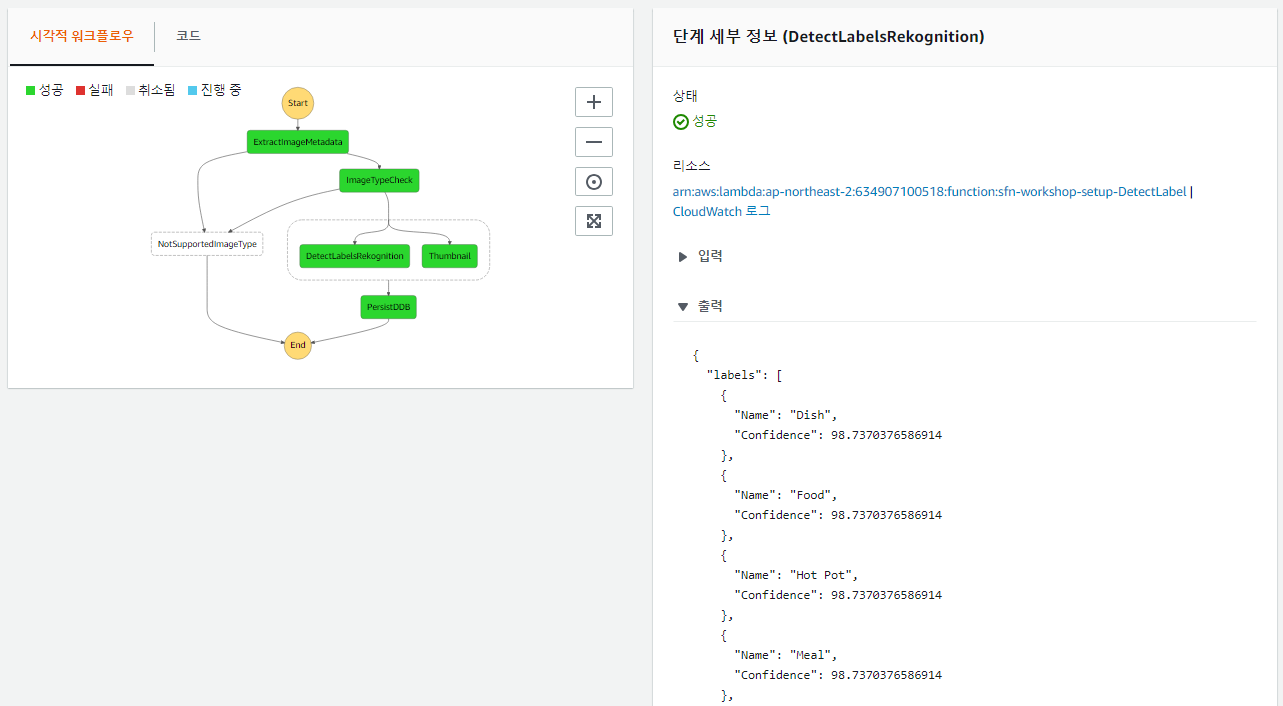 시각적 워크플로우
코드
성공 실패 취소됨 진행 중
Start
ExtractImageMetadata
ImageTypeCheck
NotSupportedImageType
DetectLabelsRekognition
Thumbnail
PersistDDB
End
단계 세부 정보 (DetectLabelsRekognition)
상태
성공
리소스
arn:aws:lambda:ap-northeast-2:634907100518:function:sfn-workshop-setup-DetectLabel |
CloudWatch 로그
입력
출력
{
"labels": [
{
"Name": "Dish",
"Confidence": 98.7370376586914
},
{
"Name": "Food",
"Confidence": 98.7370376586914
},
{
"Name": "Hot Pot",
"Confidence": 98.7370376586914
},
{
"Name": "Meal",
"Confidence": 98.7370376586914
},